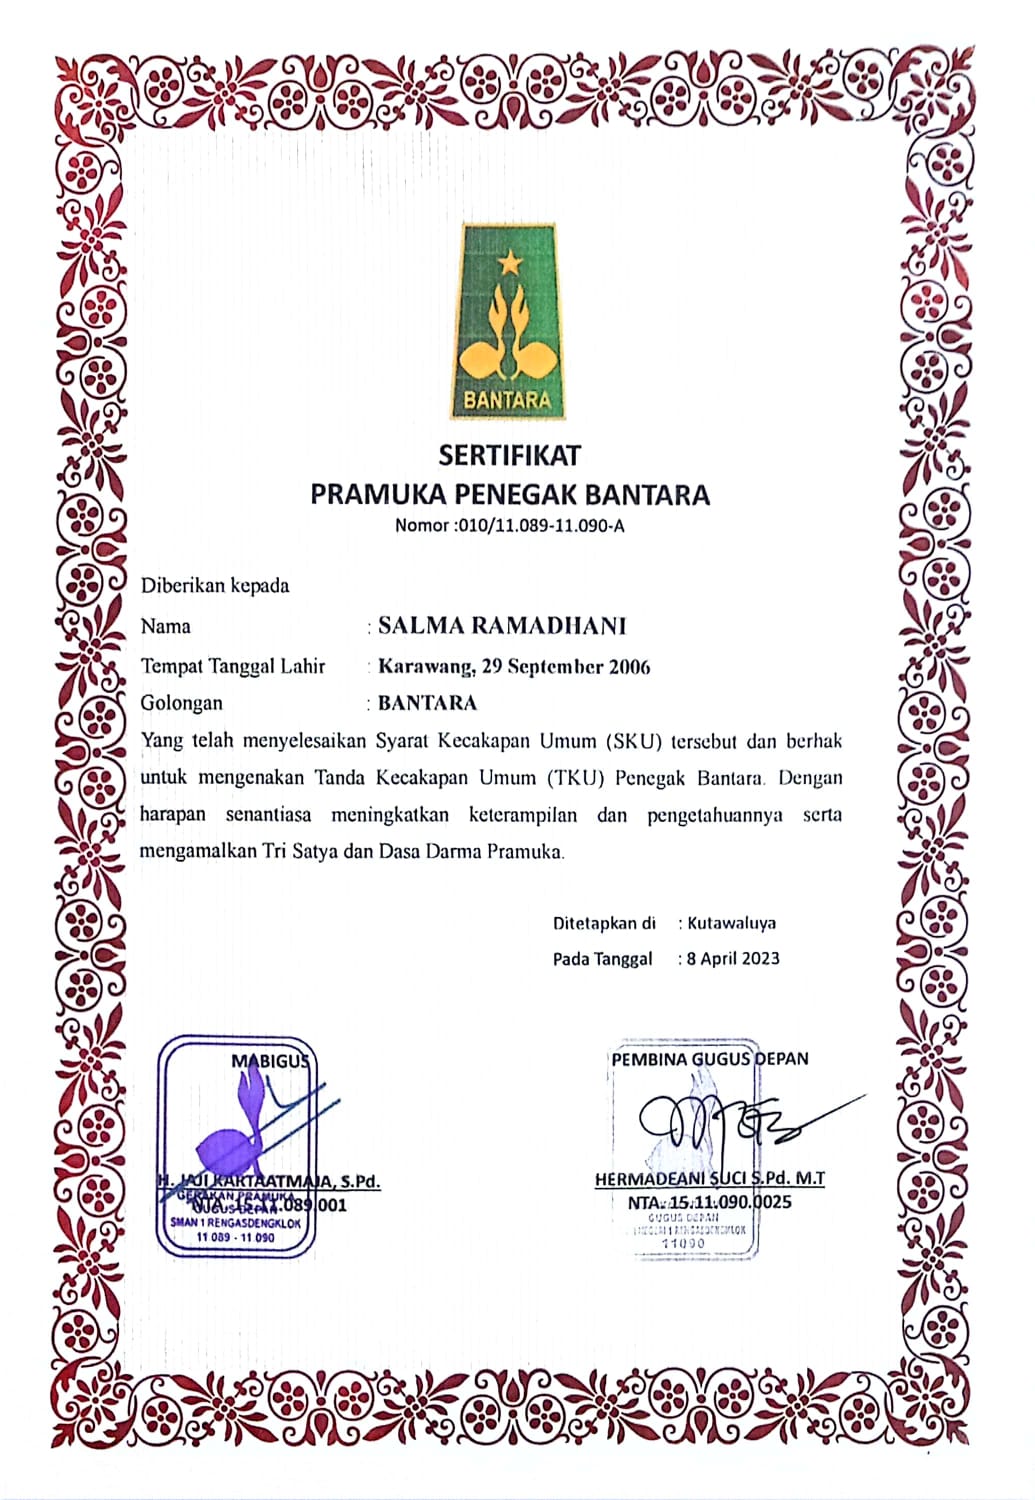 BANTARA
SERTIFIKAT
PRAMUKA PENEGAK BANTARA
Nomor :010/11.089-11.090-A
Diberikan kepada
Nama : SALMA RAMADHANI
Tempat Tanggal Lahir : Karawang, 29 September 2006
Golongan : BANTARA
Yang telah menyelesaikan Syarat Kecakapan Umum (SKU) tersebut dan berhak
untuk mengenakan Tanda Kecakapan Umum (TKU) Penegak Bantara. Dengan
harapan senantiasa meningkatkan keterampilan dan pengetahuannya serta
mengamalkan Tri Satya dan Dasa Darma Pramuka.
Ditetapkan di : Kutawaluya
Pada Tanggal : 8 April 2023
MABIGUS
H. JAJI KARTAATMAJA, S.Pd.
NTA. 15.11.089.001
GERAKAN PRAMUKA
GUGUS DEPAN
SMAN 1 RENGASDENGKLOK
11 089 - 11 090
PEMBINA GUGUS DEPAN
HERMADEANI SUCI S.Pd. M.T
NTA. 15.11.090.0025
GUGUS DEPAN
11090